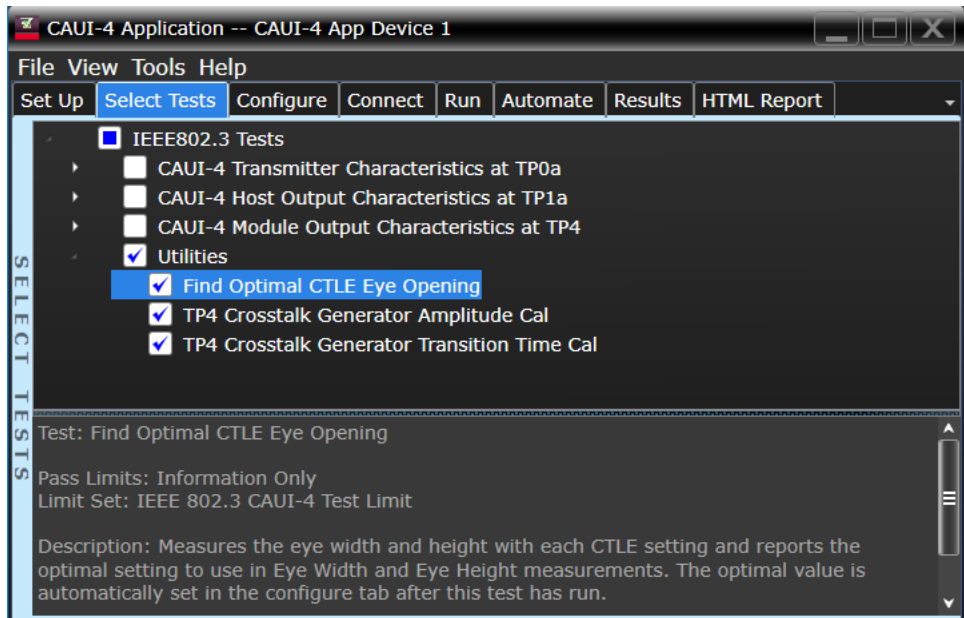 CAUI-4 Application -- CAUI-4 App Device 1
File View Tools Help
Set Up Select Tests Configure Connect Run Automate Results HTML Report
SELECT TESTS
IEEE802.3 Tests
CAUI-4 Transmitter Characteristics at TP0a
CAUI-4 Host Output Characteristics at TP1a
CAUI-4 Module Output Characteristics at TP4
Utilities
Find Optimal CTLE Eye Opening
TP4 Crosstalk Generator Amplitude Cal
TP4 Crosstalk Generator Transition Time Cal
Test: Find Optimal CTLE Eye Opening
Pass Limits: Information Only
Limit Set: IEEE 802.3 CAUI-4 Test Limit
Description: Measures the eye width and height with each CTLE setting and reports the
optimal setting to use in Eye Width and Eye Height measurements. The optimal value is
automatically set in the configure tab after this test has run.